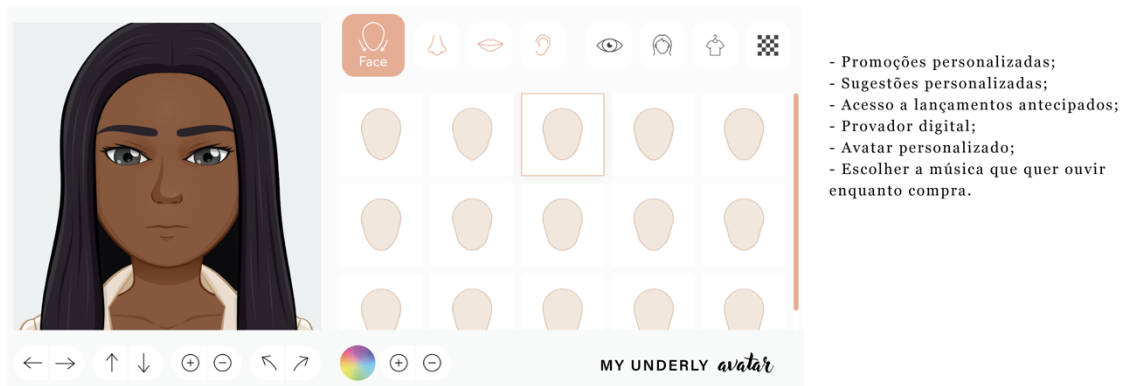 Face
MY UNDERLY avatar
- Promoções personalizadas;
- Sugestões personalizadas;
- Acesso a lançamentos antecipados;
- Provador digital;
- Avatar personalizado;
- Escolher a música que quer ouvir
enquanto compra.